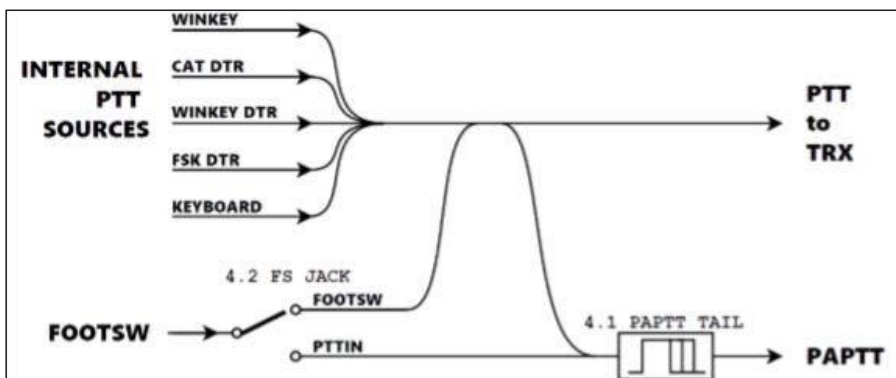 WINKEY
INTERNAL
PTT
SOURCES
CAT DTR
WINKEY DTR
FSK DTR
KEYBOARD
PTT
to
TRX
4.2 FS JACK
FOOTSW
FOOTSW
PTTIN
4.1 PAPTT TAIL
PAPTT